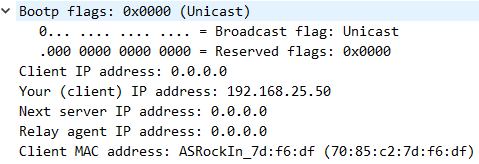 Bootp flags: 0x0000 (Unicast)
0... .... .... .... = Broadcast flag: Unicast
.000 0000 0000 0000 = Reserved flags: 0x0000
Client IP address: 0.0.0.0
Your (client) IP address: 192.168.25.50
Next server IP address: 0.0.0.0
Relay agent IP address: 0.0.0.0
Client MAC address: ASRockIn_7d:f6:df (70:85:c2:7d:f6:df)